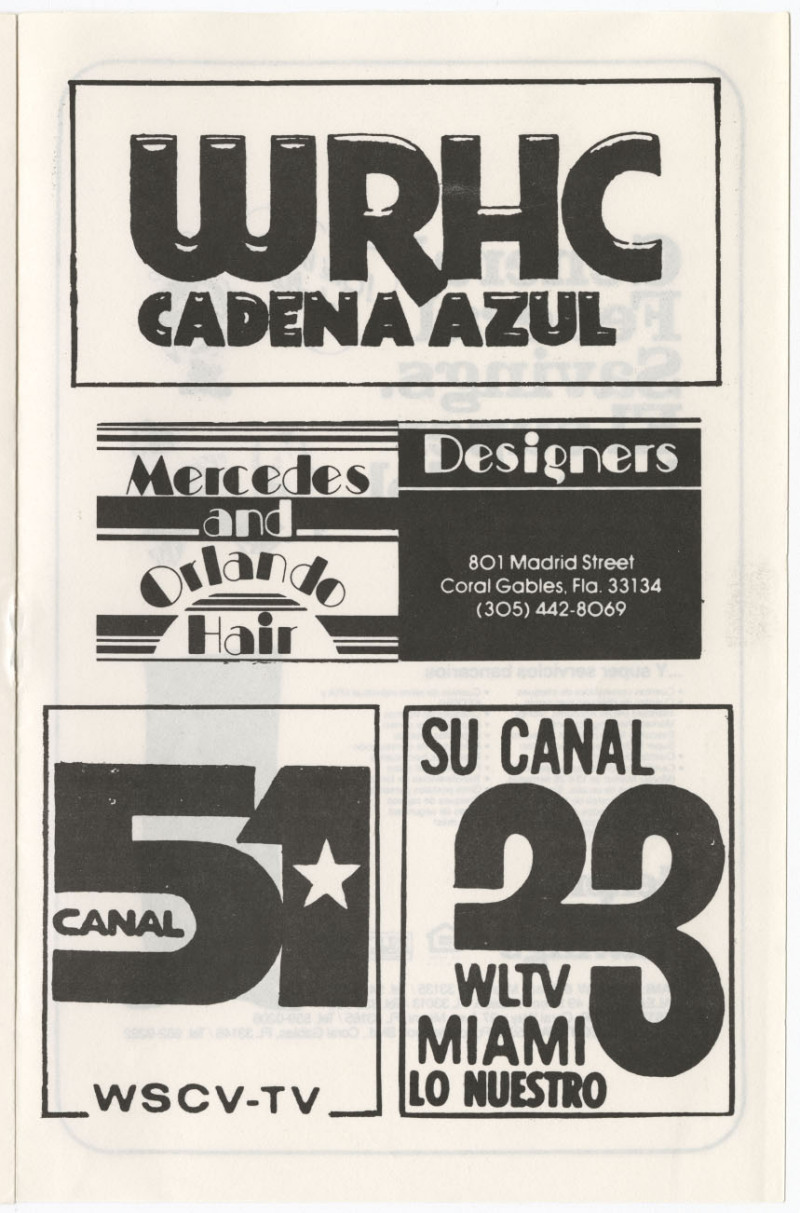 WRHC
CADENA AZUL
Mercedes
and
Orlando
Hair
Designers
801 Madrid Street
Coral Gables, Fla. 33134
(305) 442-8069
51
CANAL
WSCV-TV
SU CANAL
23
WLTV
MIAMI
LO NUESTRO